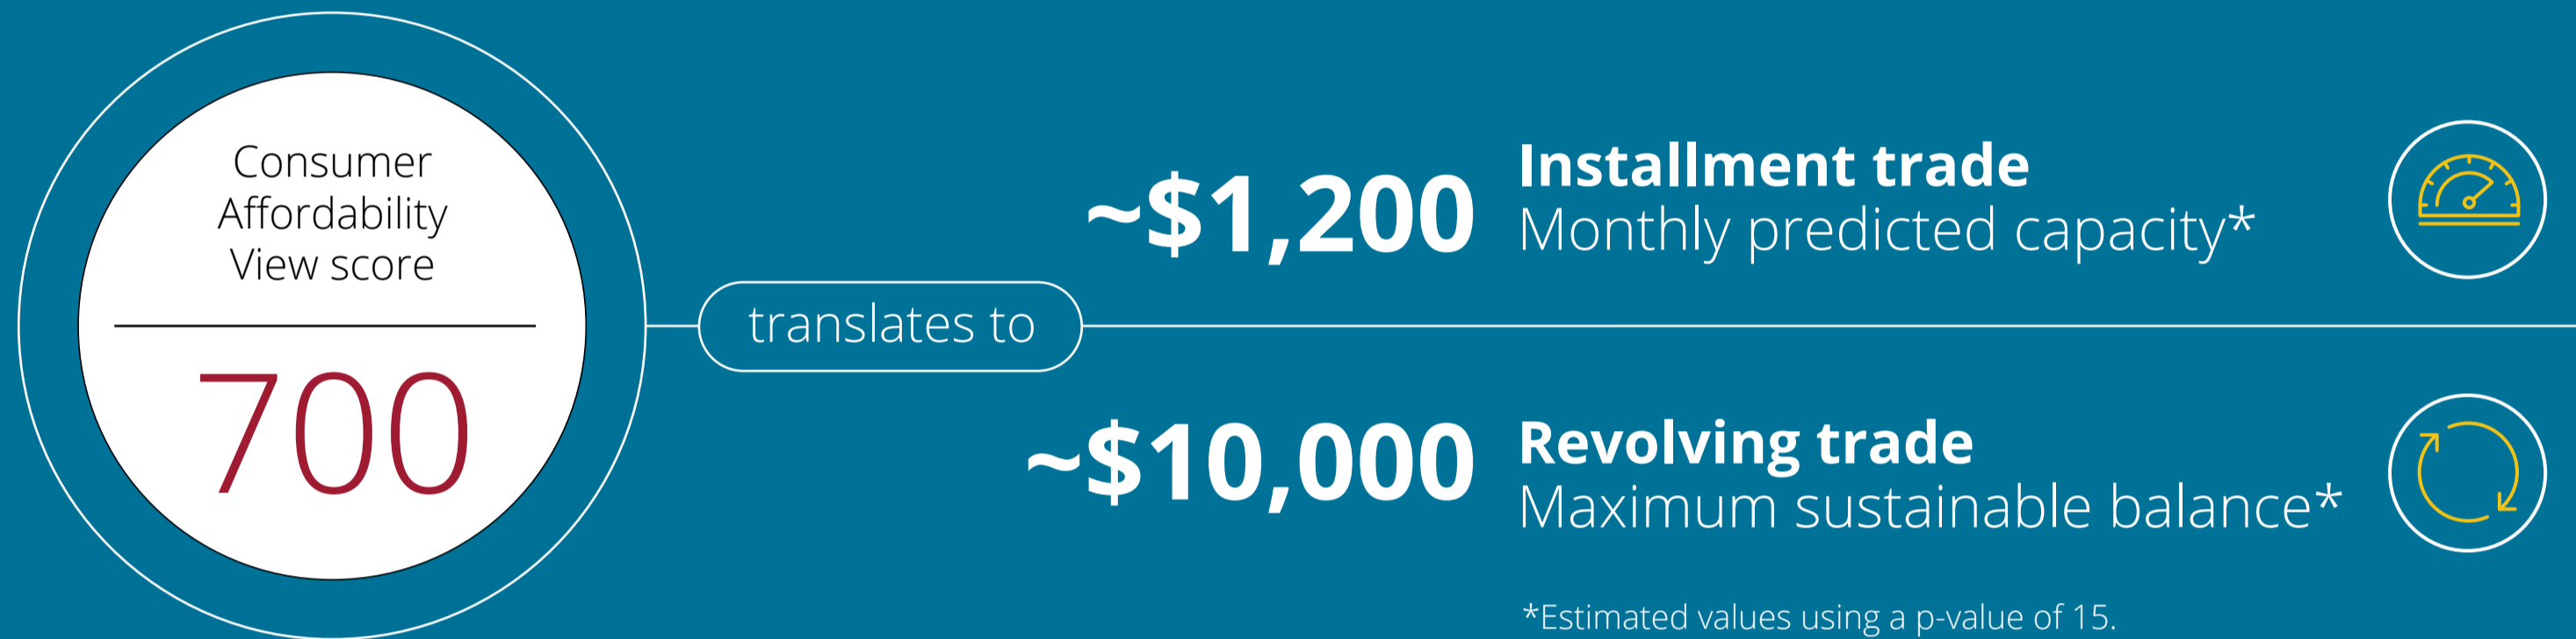 Consumer
Affordability
View score
700
translates to
~$1,200
Installment trade
Monthly predicted capacity*
~$10,000
Revolving trade
Maximum sustainable balance*
*Estimated values using a p-value of 15.